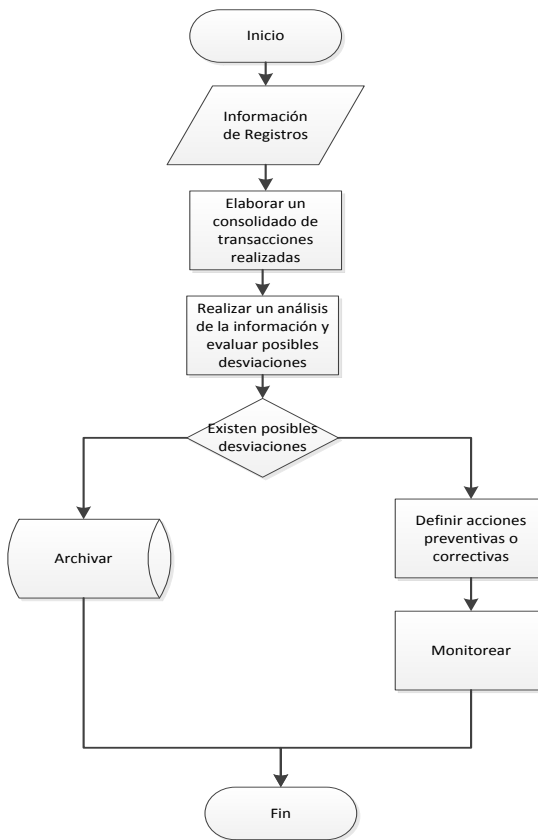 Inicio
Información
de Registros
Elaborar un
consolidado de
transacciones
realizadas
Realizar un análisis
de la información y
evaluar posibles
desviaciones
Existen posibles
desviaciones
Archivar
Definir acciones
preventivas o
correctivas
Monitorear
Fin